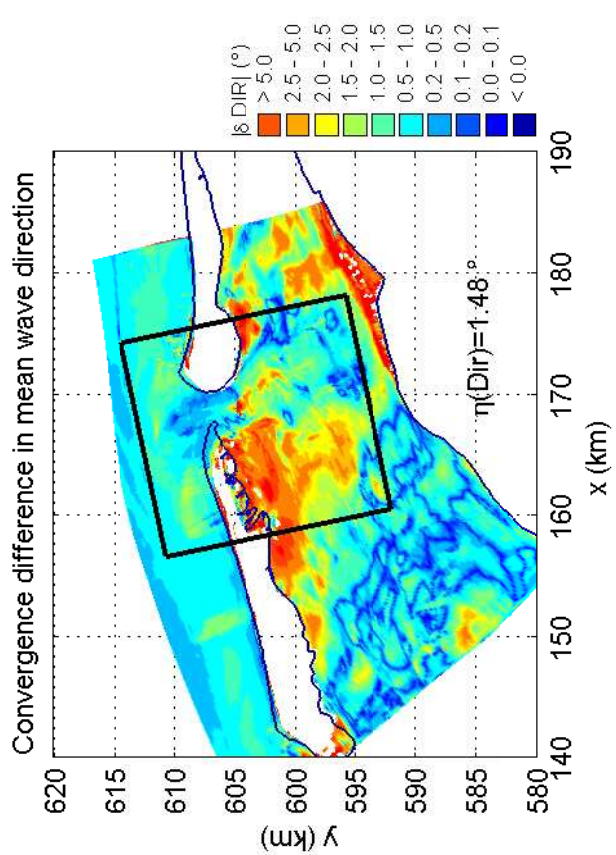 Convergence difference in mean wave direction
|δ DIR| (°)
> 5.0
2.5 - 5.0
2.0 - 2.5
1.5 - 2.0
1.0 - 1.5
0.5 - 1.0
0.2 - 0.5
0.1 - 0.2
0.0 - 0.1
< 0.0
620
615
610
605
600
595
590
585
580
y (km)
η(Dir)=1.48 º
140
150
160
170
180
190
x (km)